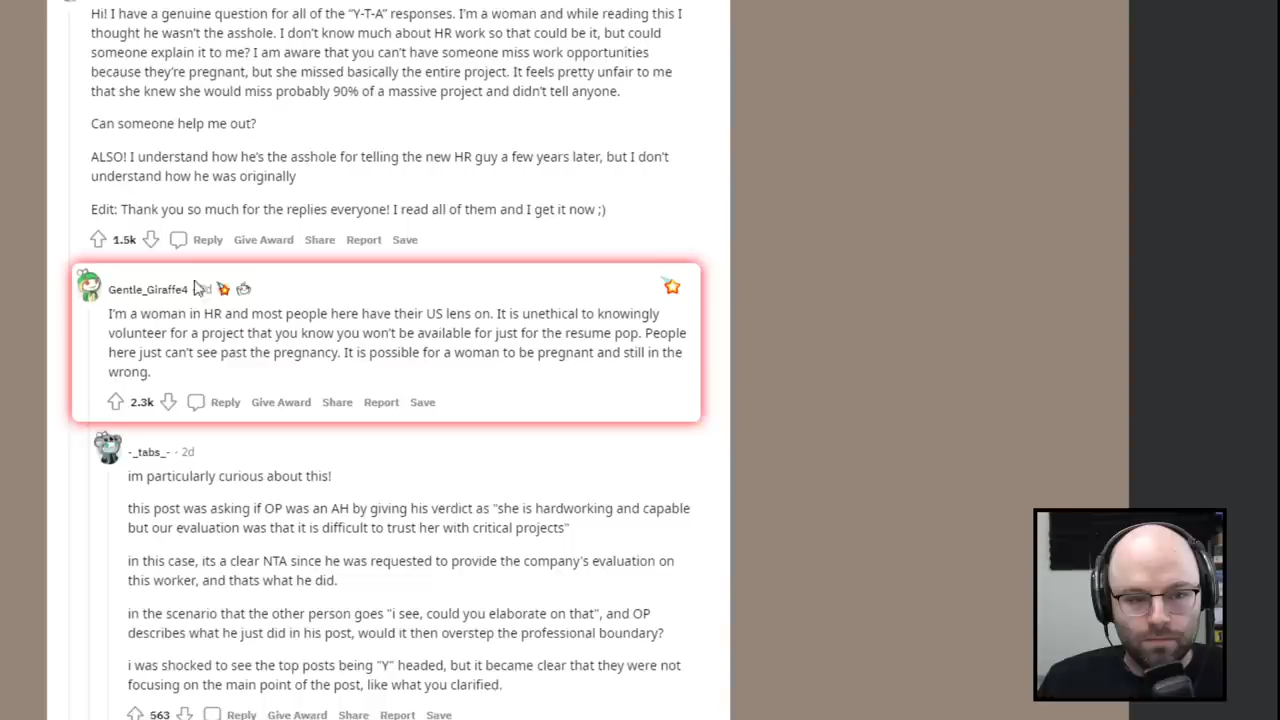 Hi! I have a genuine question for all of the “Y-T-A” responses. I'm a woman and while reading this I
thought he wasn't the asshole. I don't know much about HR work so that could be it, but could
someone explain it to me? I am aware that you can't have someone miss work opportunities
because they're pregnant, but she missed basically the entire project. It feels pretty unfair to me
that she knew she would miss probably 90% of a massive project and didn't tell anyone.
Can someone help me out?
ALSO! I understand how he's the asshole for telling the new HR guy a few years later, but I don't
understand how he was originally
Edit: Thank you so much for the replies everyone! I read all of them and I get it now ;)
1.5k Reply Give Award Share Report Save
Gentle_Giraffe4
I'm a woman in HR and most people here have their US lens on. It is unethical to knowingly
volunteer for a project that you know you won't be available for just for the resume pop. People
here just can't see past the pregnancy. It is possible for a woman to be pregnant and still in the
wrong.
2.3k Reply Give Award Share Report Save
-_tabs_- · 2d
im particularly curious about this!
this post was asking if OP was an AH by giving his verdict as "she is hardworking and capable
but our evaluation was that it is difficult to trust her with critical projects"
in this case, its a clear NTA since he was requested to provide the company's evaluation on
this worker, and thats what he did.
in the scenario that the other person goes "i see, could you elaborate on that", and OP
describes what he just did in his post, would it then overstep the professional boundary?
i was shocked to see the top posts being "Y" headed, but it became clear that they were not
focusing on the main point of the post, like what you clarified.
563 Reply Give Award Share Report Save